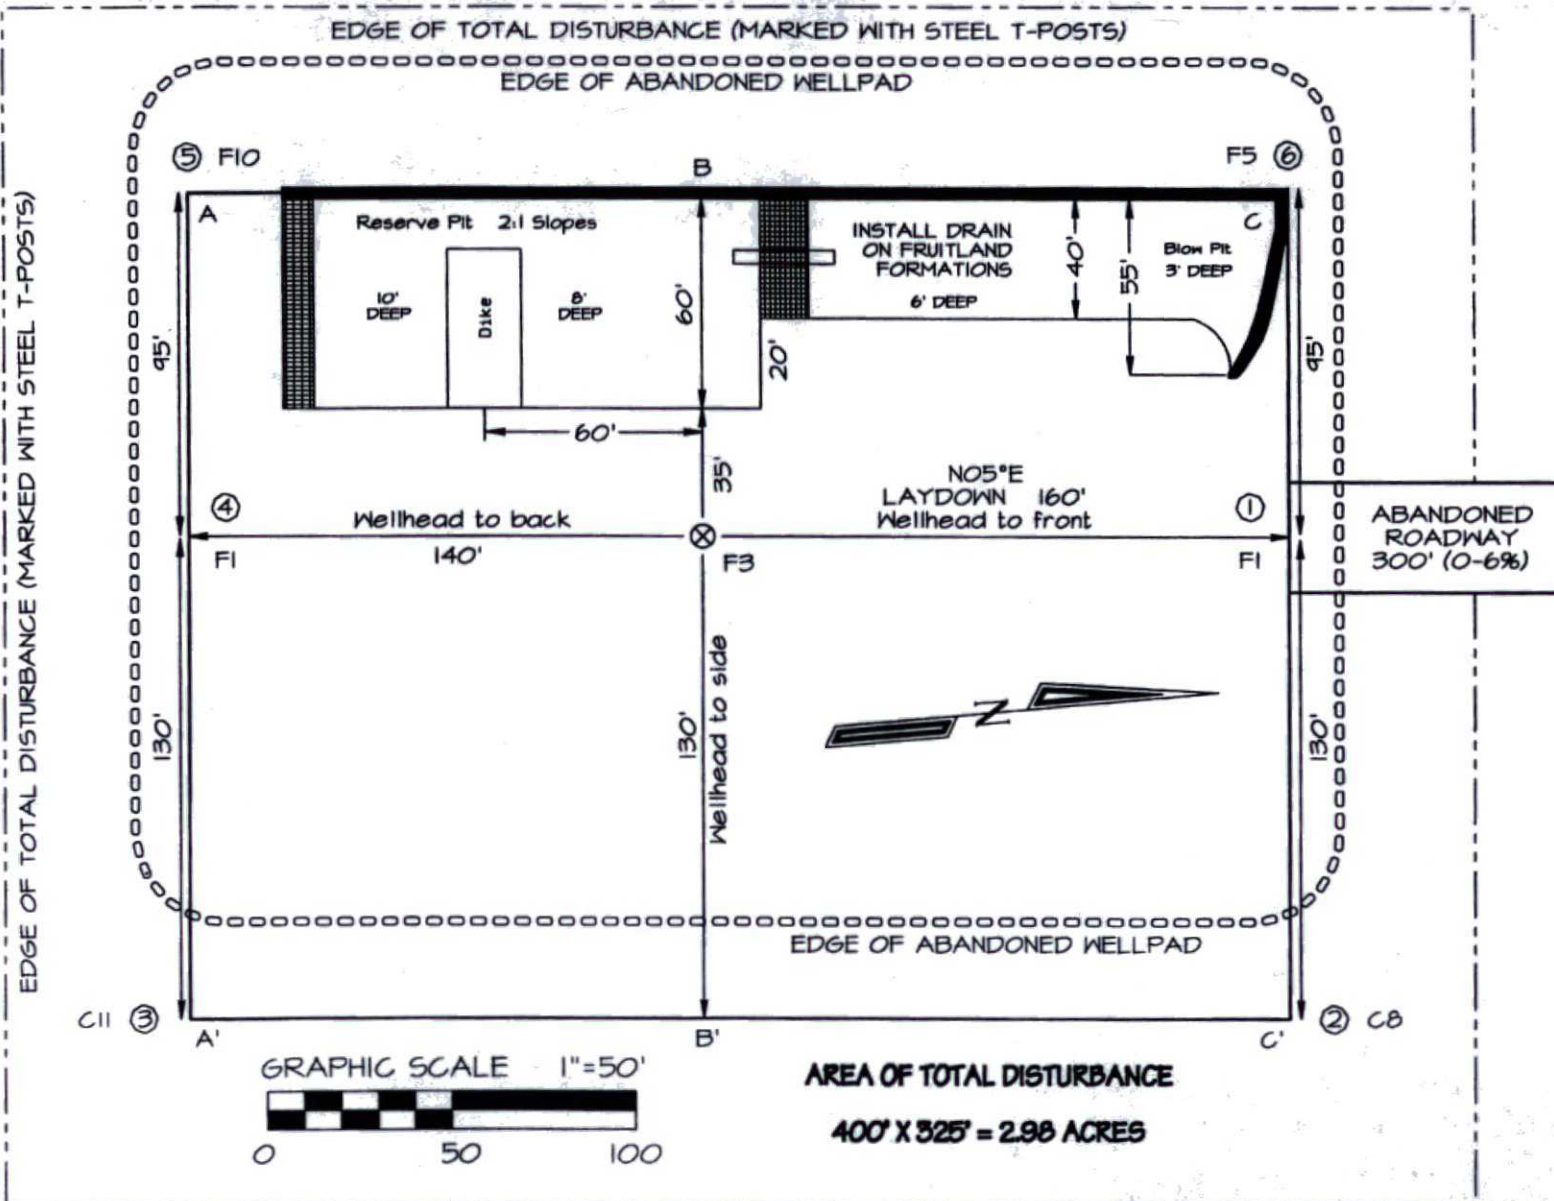 EDGE OF TOTAL DISTURBANCE (MARKED WITH STEEL T-POSTS)
EDGE OF ABANDONED WELLPAD
⑤ F10
B
F5 ⑥
A
C
Reserve Pit 2:1 Slopes
INSTALL DRAIN
ON FRUITLAND
FORMATIONS
6' DEEP
Blow Pit
3' DEEP
10'
DEEP
Dike
8'
DEEP
60'
40'
55'
20'
95'
95'
60'
35'
EDGE OF TOTAL DISTURBANCE (MARKED WITH STEEL T-POSTS)
④
Wellhead to back
140'
F1
F3
N05°E
LAYDOWN 160'
Wellhead to front
①
F1
ABANDONED
ROADWAY
300' (0-6%)
130'
130'
Wellhead to side
N
130'
EDGE OF ABANDONED WELLPAD
C11 ③
A'
B'
C'
② C8
GRAPHIC SCALE 1"=50'
0 50 100
AREA OF TOTAL DISTURBANCE
400' X 325' = 2.98 ACRES